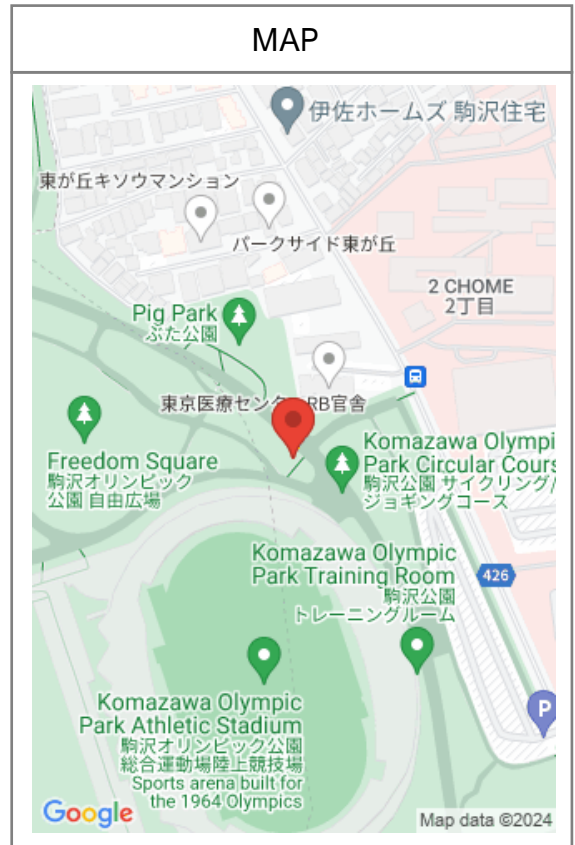 MAP
伊佐ホームズ 駒沢住宅
東が丘キソウマンション
パークサイド東が丘
2 CHOME
2丁目
Pig Park
ぶた公園
東京医療センターRB官舎
Freedom Square
駒沢オリンピック
公園 自由広場
Komazawa Olympi
Park Circular Cours
駒沢公園 サイクリング/
ジョギングコース
Komazawa Olympic
Park Training Room
駒沢公園
トレーニングルーム
426
P
Komazawa Olympic
Park Athletic Stadium
駒沢オリンピック公園
総合運動場陸上競技場
Sports arena built for
the 1964 Olympics
Google
Map data ©2024